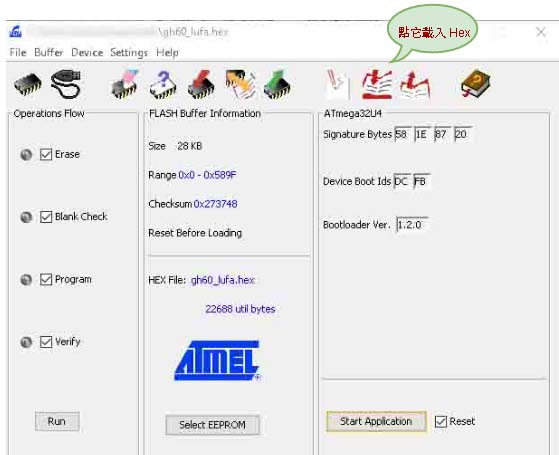 \gh60_lufa.hex
點它載入 Hex
File Buffer Device Settings Help
Operations Flow
Erase
Blank Check
Program
Verify
Run
FLASH Buffer Information
Size 28 KB
Range 0x0 - 0x589F
Checksum 0x273748
Reset Before Loading
HEX File: gh60_lufa.hex
22688 util bytes
ATMEL
Select EEPROM
ATmega32U4
Signature Bytes 58 1E 87 20
Device Boot Ids DC FB
Bootloader Ver. 1.2.0
Start Application Reset